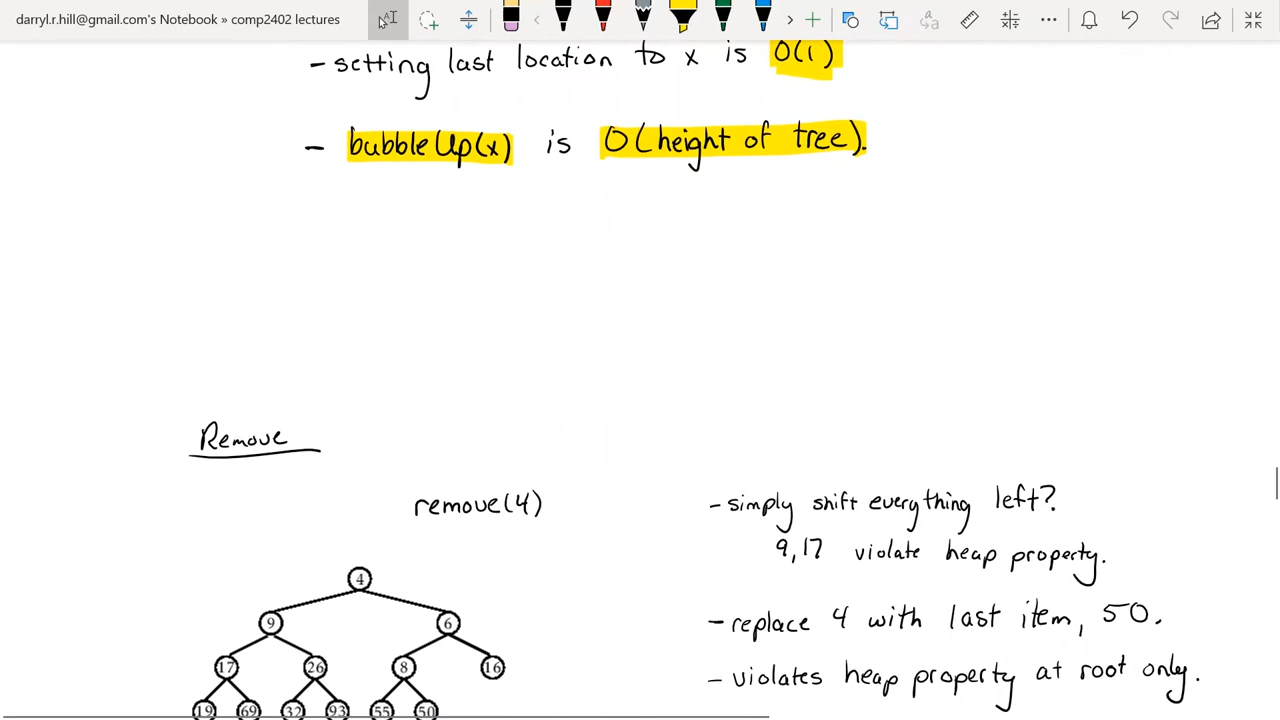 darryl.r.hill@gmail.com's Notebook » comp2402 lectures
- setting last location to x is O(1)
- bubbleUp(x) is O(height of tree).
Remove
remove(4)
- simply shift everything left?
9,17 violate heap property.
4
9 6
- replace 4 with last item, 50.
17 26 8 16
- violates heap property at root only.
19 69 32 93 55 50